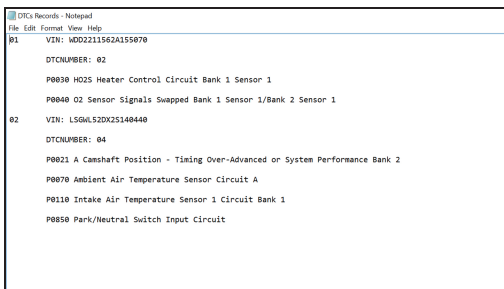 DTCs Records - Notepad
File Edit Format View Help
01 VIN: WDD2211562A155070
DTCNUMBER: 02
P0030 HO2S Heater Control Circuit Bank 1 Sensor 1
P0040 O2 Sensor Signals Swapped Bank 1 Sensor 1/Bank 2 Sensor 1
02 VIN: LSGWL52DX2S140440
DTCNUMBER: 04
P0021 A Camshaft Position - Timing Over-Advanced or System Performance Bank 2
P0070 Ambient Air Temperature Sensor Circuit A
P0110 Intake Air Temperature Sensor 1 Circuit Bank 1
P0850 Park/Neutral Switch Input Circuit